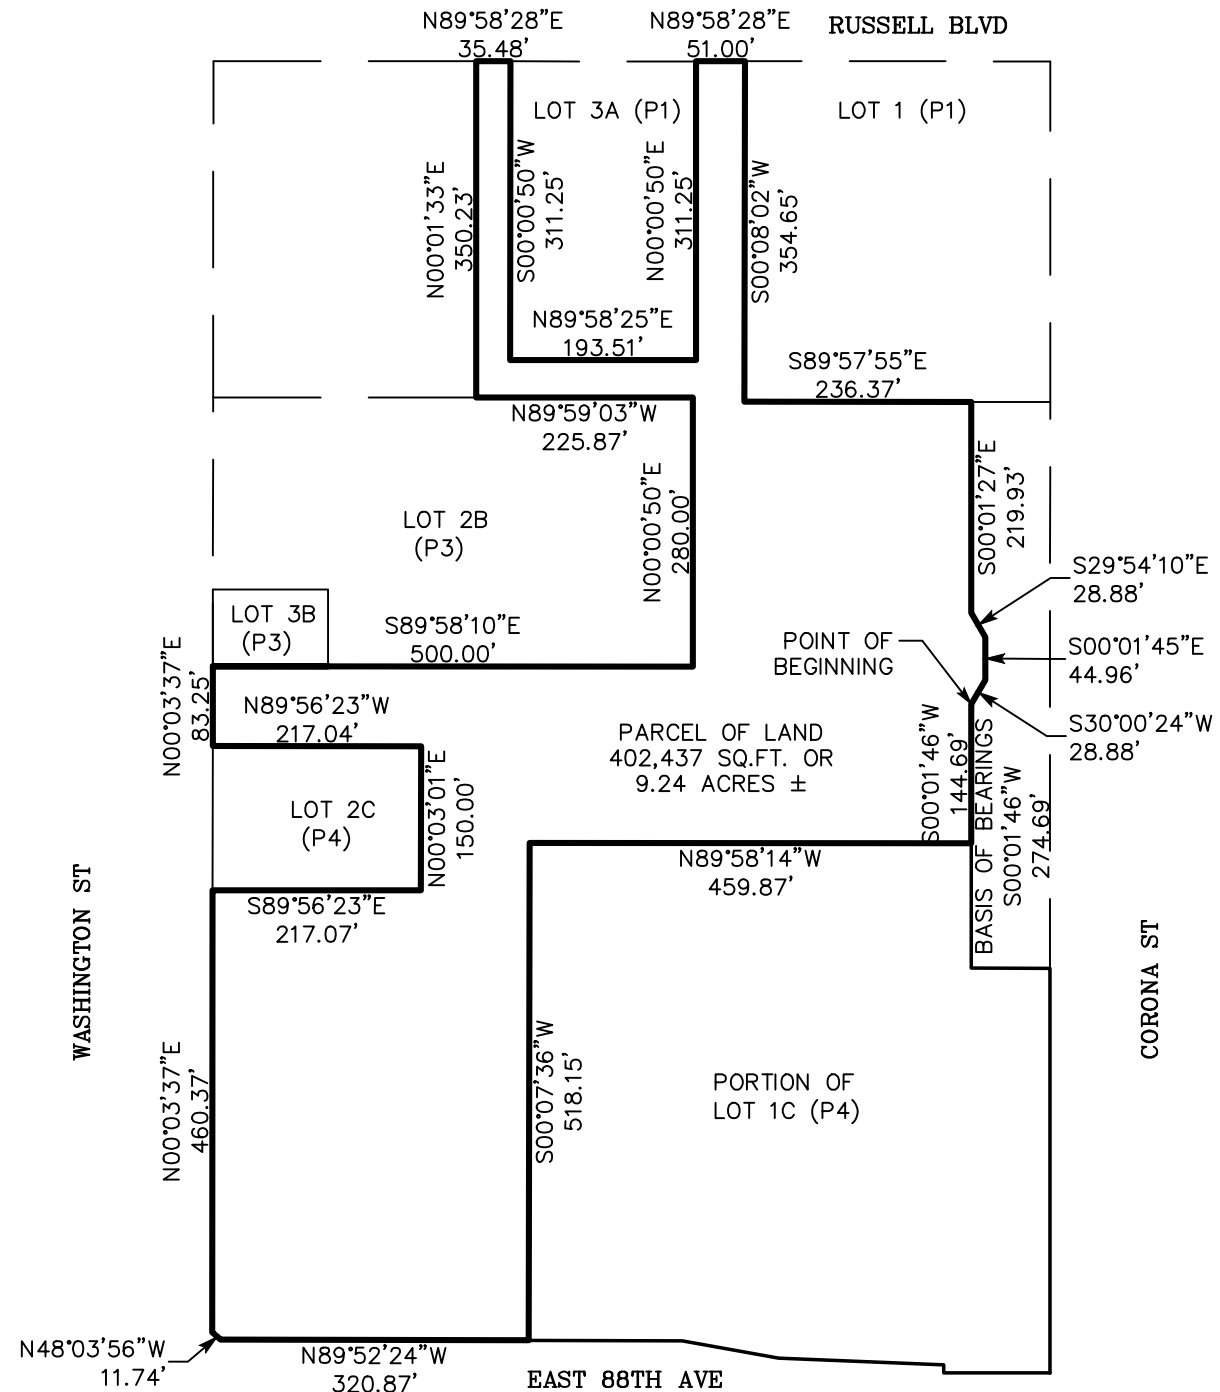 N89°58'28"E
35.48'
N89°58'28"E
51.00'
RUSSELL BLVD
LOT 3A (P1)
LOT 1 (P1)
N00°01'33"E
350.23'
S00°00'50"W
311.25'
N00°00'50"E
311.25'
S00°08'02"W
354.65'
N89°58'25"E
193.51'
S89°57'55"E
236.37'
N89°59'03"W
225.87'
N00°00'50"E
280.00'
S00°01'27"E
219.93'
LOT 2B
(P3)
S29°54'10"E
28.88'
LOT 3B
(P3)
S89°58'10"E
500.00'
POINT OF
BEGINNING
S00°01'45"E
44.96'
N00°03'37"E
83.25'
N89°56'23"W
217.04'
PARCEL OF LAND
402,437 SQ.FT. OR
9.24 ACRES ±
S30°00'24"W
28.88'
S00°01'46"W
144.69'
BASIS OF BEARINGS
S00°01'46"W
274.69'
LOT 2C
(P4)
N00°03'01"E
150.00'
N89°58'14"W
459.87'
S89°56'23"E
217.07'
WASHINGTON ST
CORONA ST
N00°03'37"E
460.37'
S00°07'36"W
518.15'
PORTION OF
LOT 1C (P4)
N48°03'56"W
11.74'
N89°52'24"W
320.87'
EAST 88TH AVE